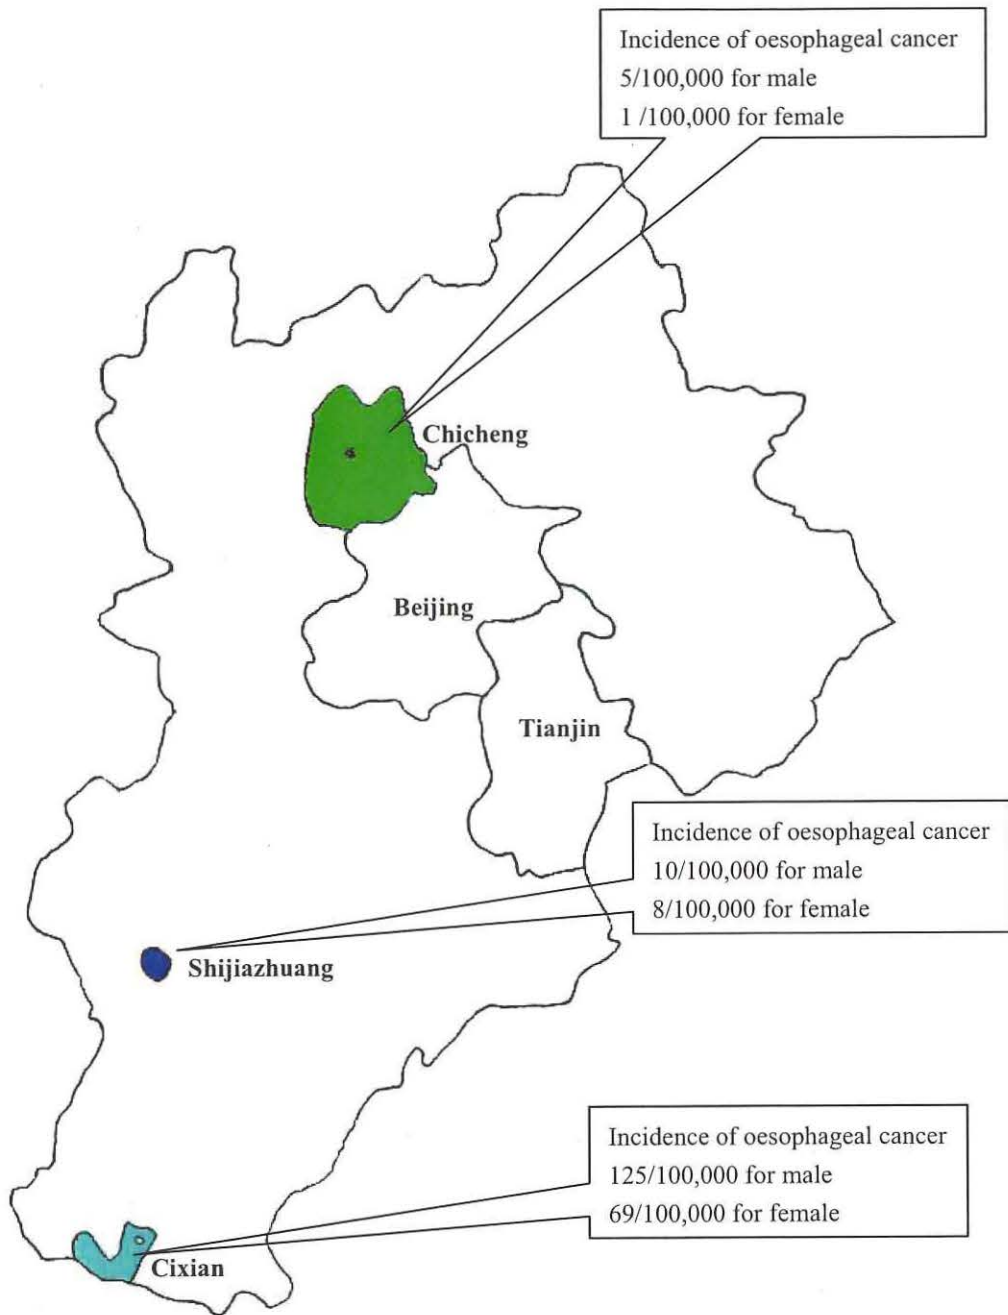 Incidence of oesophageal cancer
5/100,000 for male
1 /100,000 for female
Chicheng
Beijing
Tianjin
Incidence of oesophageal cancer
10/100,000 for male
8/100,000 for female
Shijiazhuang
Incidence of oesophageal cancer
125/100,000 for male
69/100,000 for female
Cixian